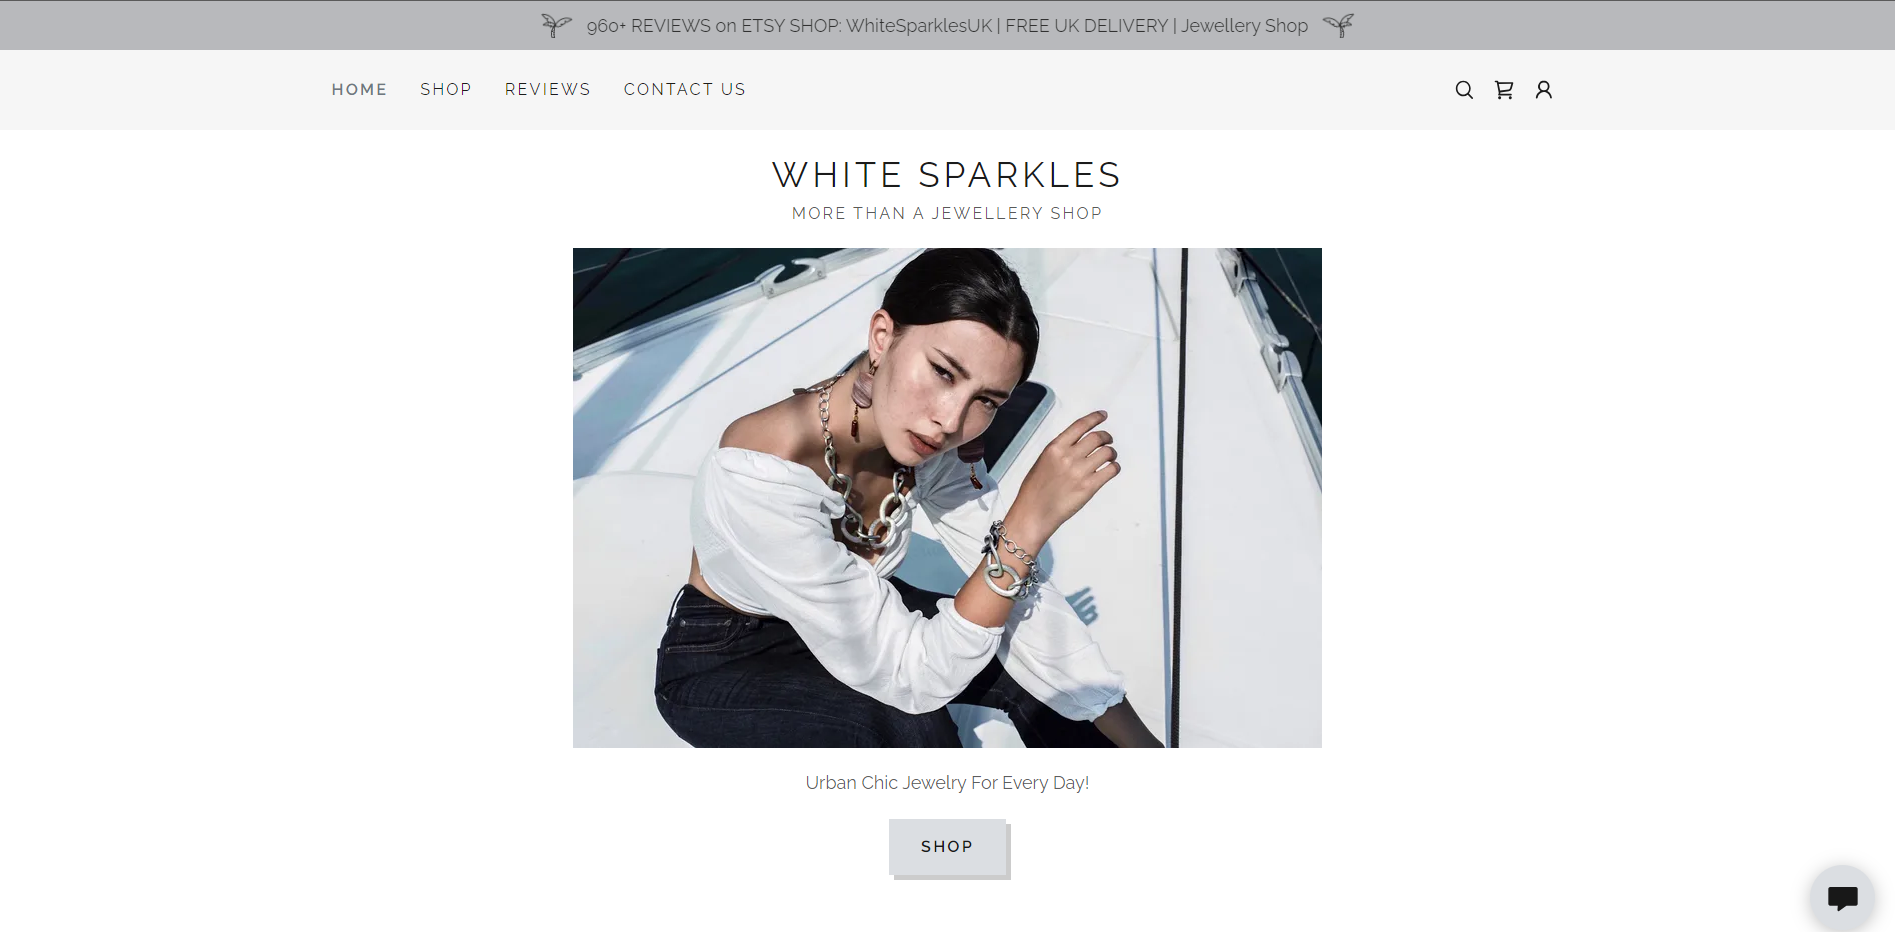 960+ REVIEWS on ETSY SHOP: WhiteSparklesUK | FREE UK DELIVERY | Jewellery Shop
HOME SHOP REVIEWS CONTACT US
WHITE SPARKLES
MORE THAN A JEWELLERY SHOP
Urban Chic Jewelry For Every Day!
SHOP